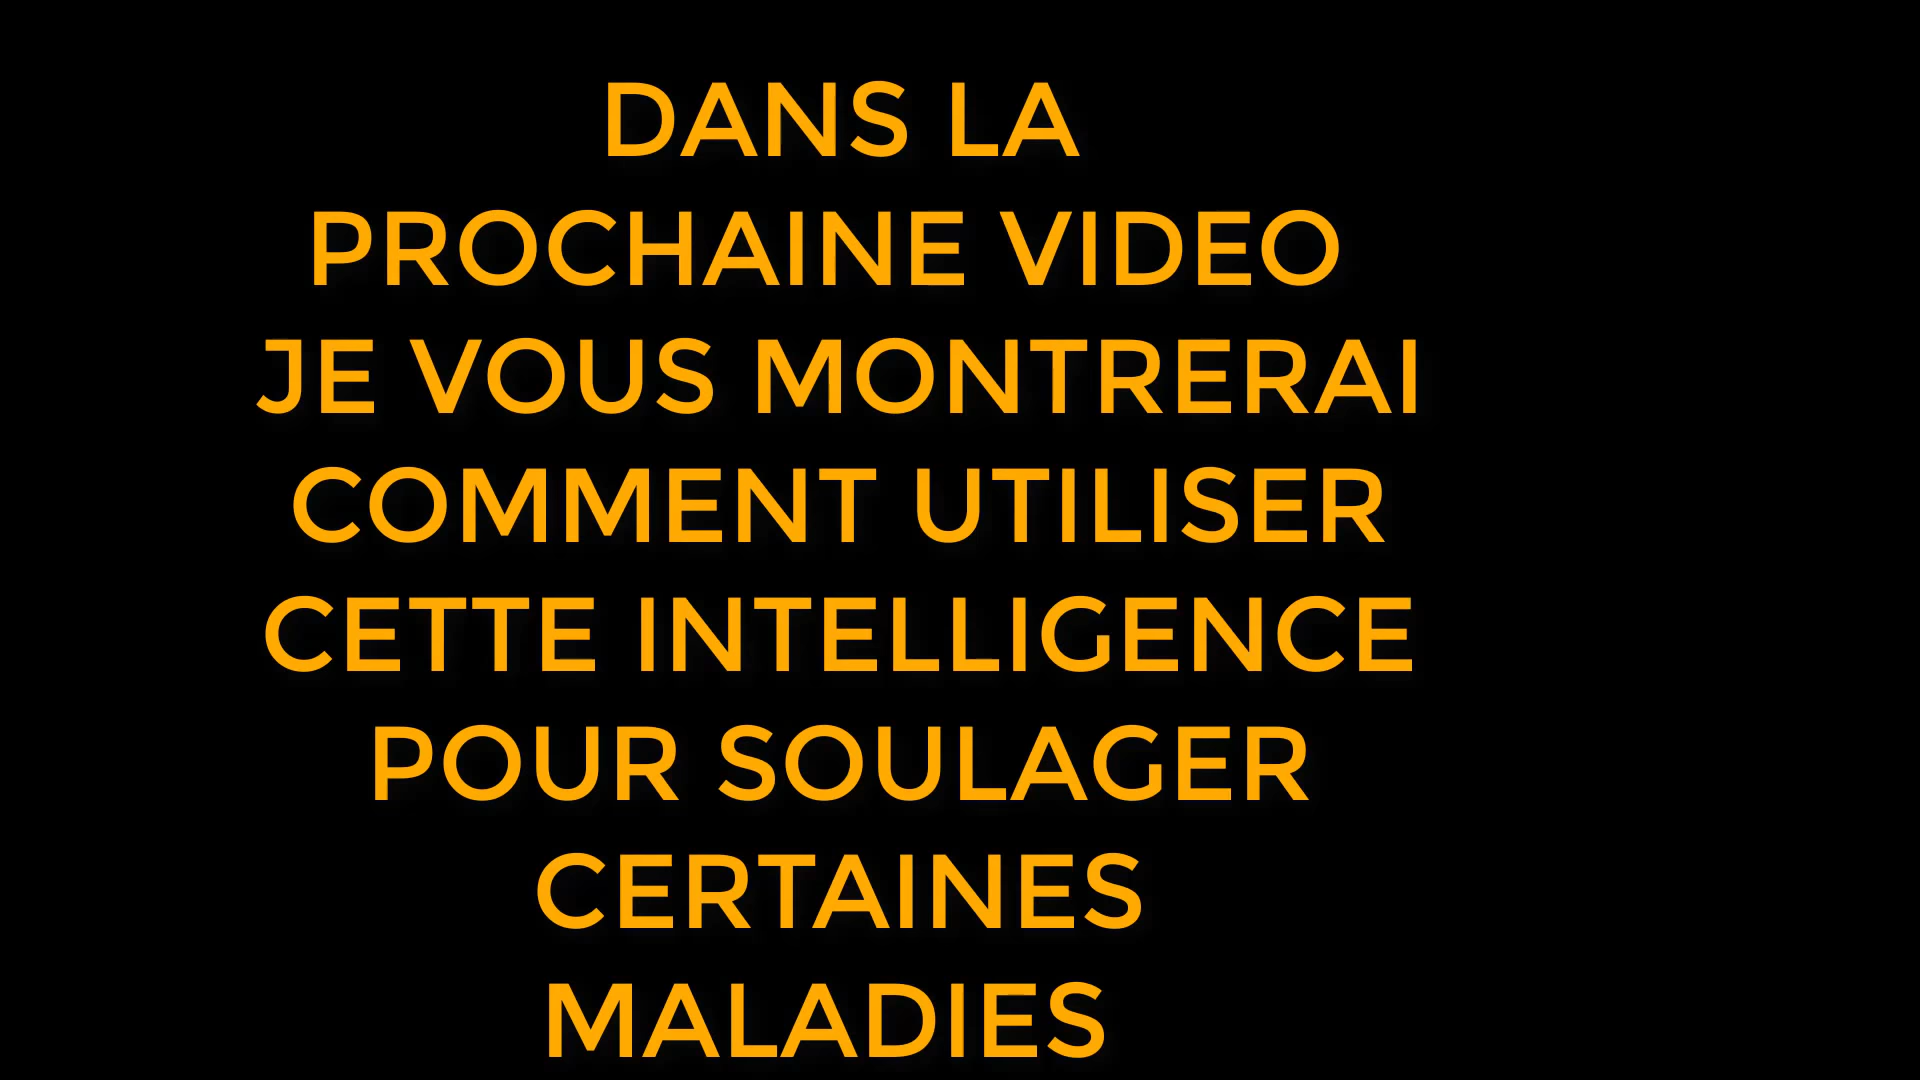 DANS LA
PROCHAINE VIDEO
JE VOUS MONTRERAI
COMMENT UTILISER
CETTE INTELLIGENCE
POUR SOULAGER
CERTAINES
MALADIES